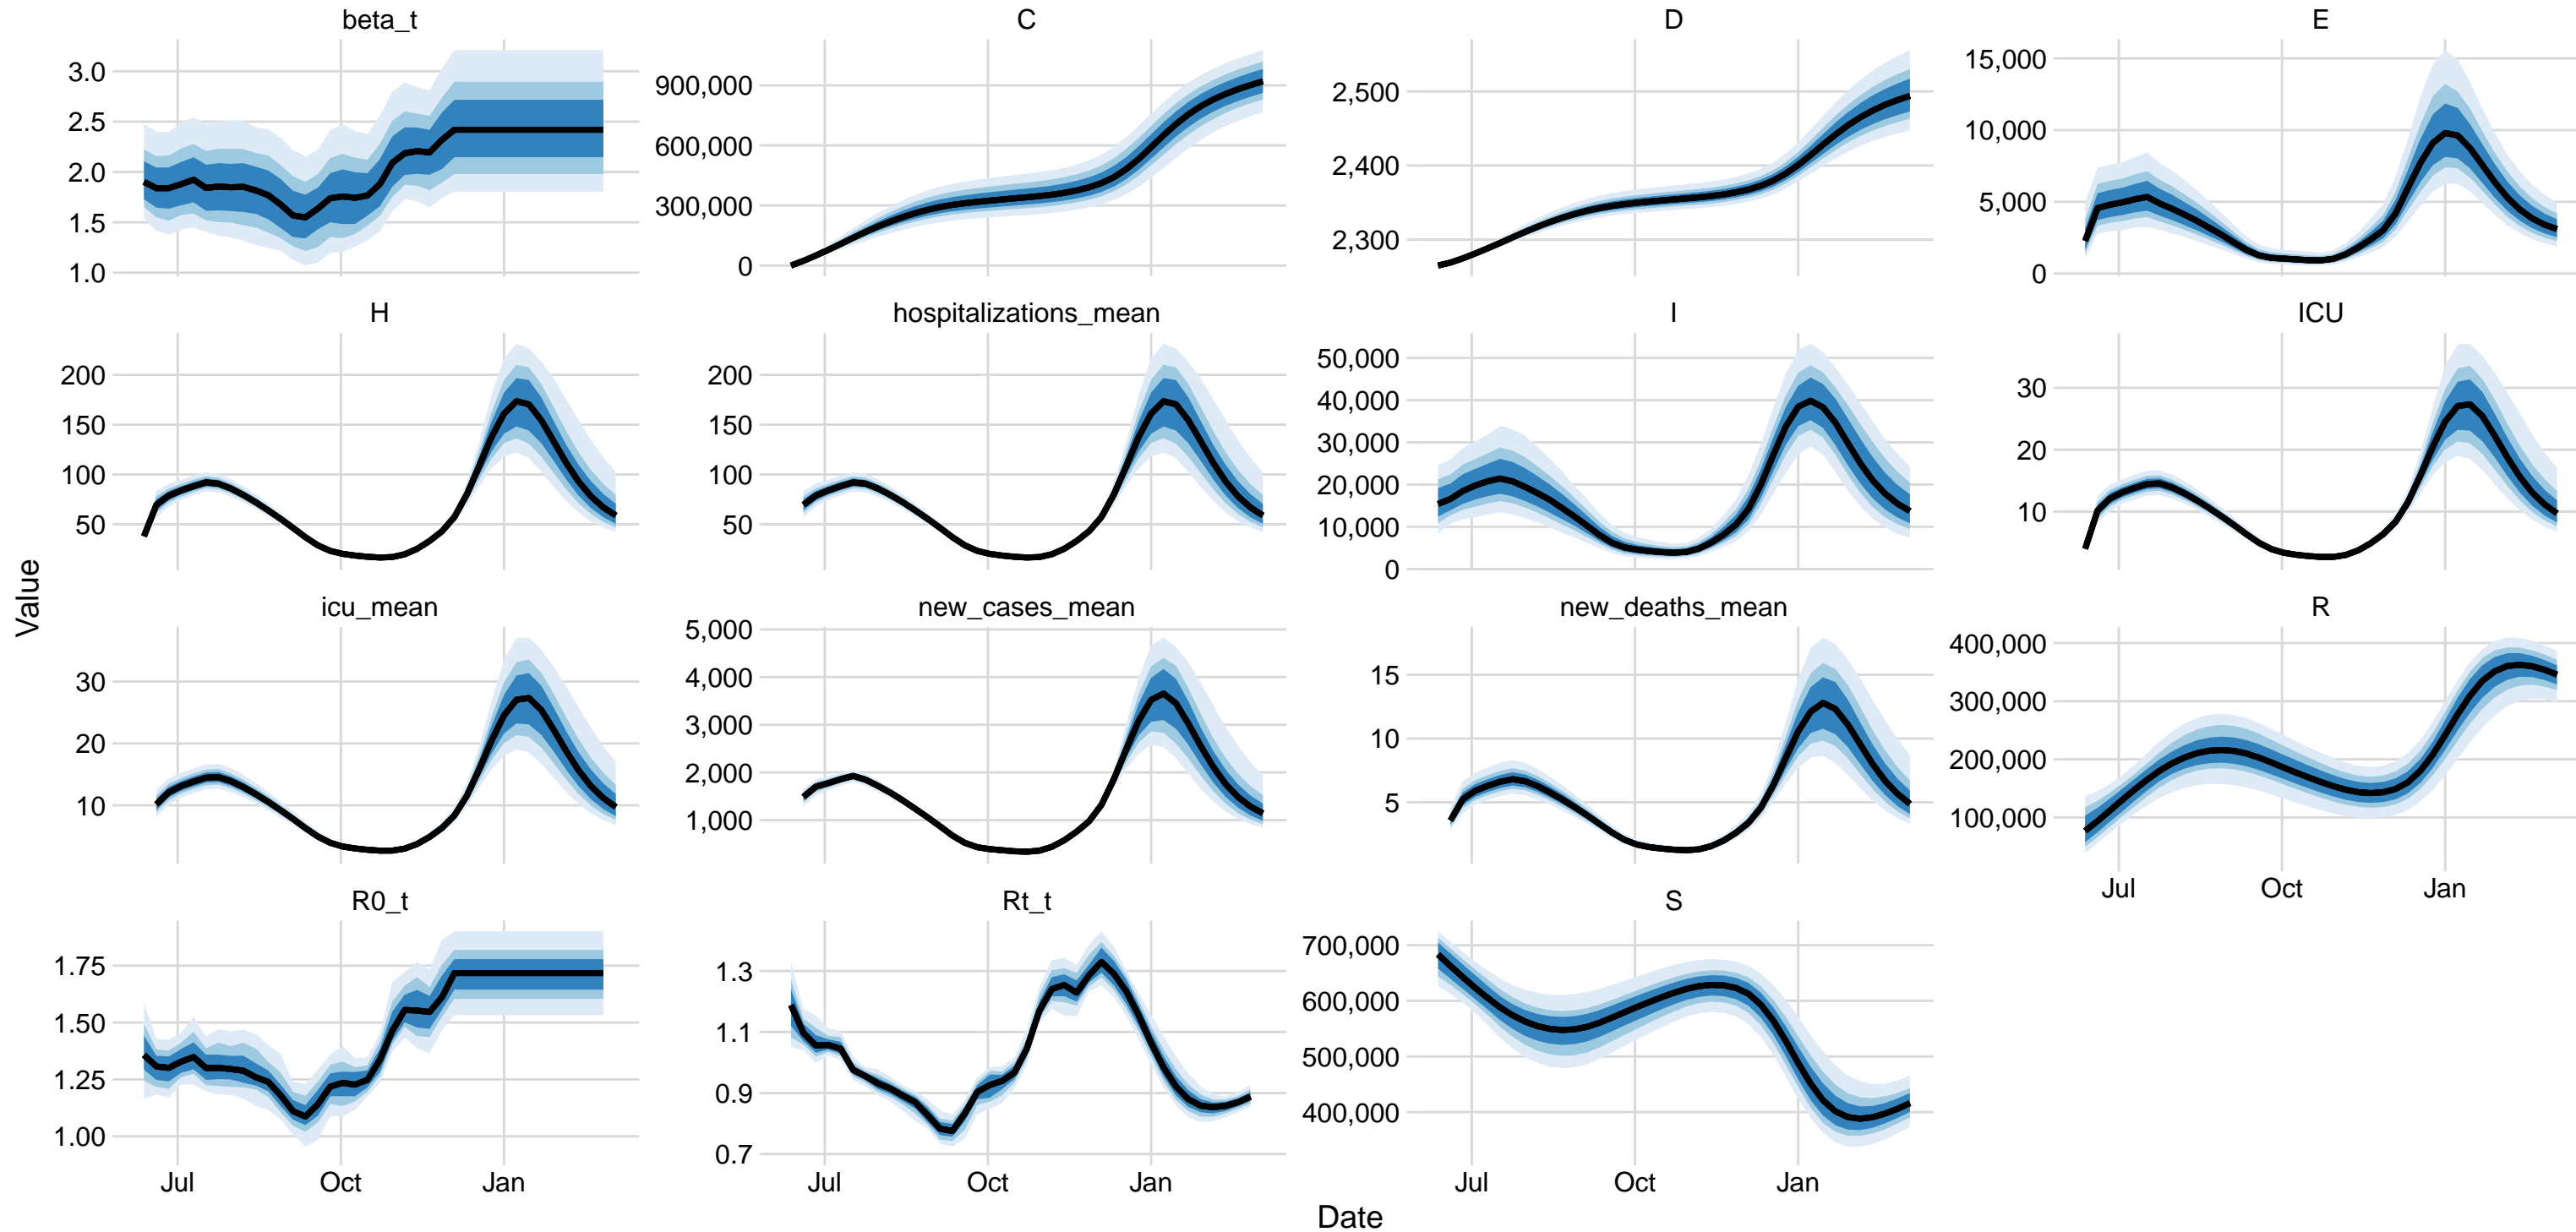 beta_t
C
D
E
3.0
2.5
2.0
1.5
1.0
900,000
600,000
300,000
0
2,500
2,400
2,300
15,000
10,000
5,000
0
H
hospitalizations_mean
I
ICU
200
150
100
50
200
150
100
50
50,000
40,000
30,000
20,000
10,000
0
30
20
10
Value
icu_mean
new_cases_mean
new_deaths_mean
R
30
20
10
5,000
4,000
3,000
2,000
1,000
15
10
5
400,000
300,000
200,000
100,000
Jul Oct Jan
R0_t
Rt_t
S
1.75
1.50
1.25
1.00
1.3
1.1
0.9
0.7
700,000
600,000
500,000
400,000
Jul Oct Jan
Jul Oct Jan
Jul Oct Jan
Date